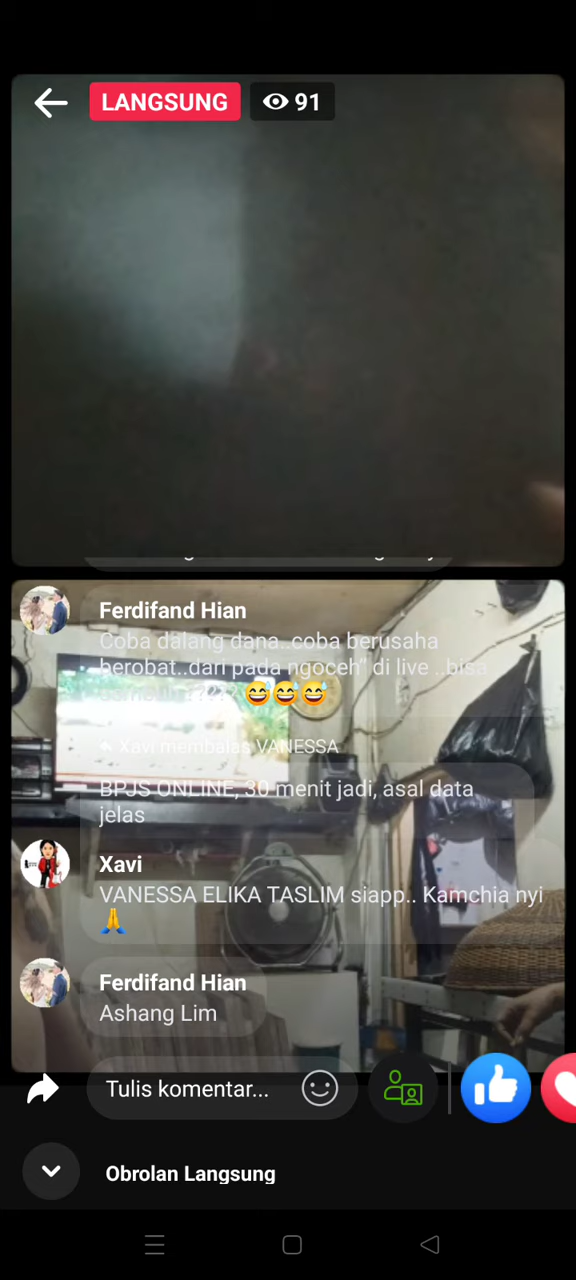 LANGSUNG
91
Ferdifand Hian
Coba dalang dana..coba berusaha
berobat..dari pada ngoceh" di live ..bisa
????? 😅😅😅
Xavi membalas VANESSA
BPJS ONLINE, 30 menit jadi, asal data
jelas
Xavi
VANESSA ELIKA TASLIM siapp.. Kamchia nyi
🙏
Ferdifand Hian
Ashang Lim
Tulis komentar...
Obrolan Langsung